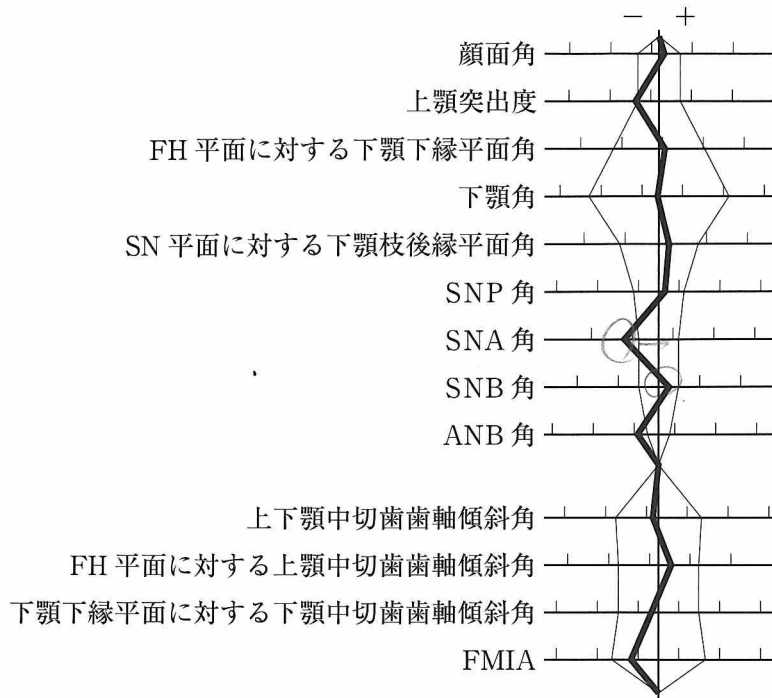 − +
顔面角
上顎突出度
FH 平面に対する下顎下縁平面角
下顎角
SN 平面に対する下顎枝後縁平面角
SNP 角
SNA 角
SNB 角
ANB 角
上下顎中切歯歯軸傾斜角
FH 平面に対する上顎中切歯歯軸傾斜角
下顎下縁平面に対する下顎中切歯歯軸傾斜角
FMIA